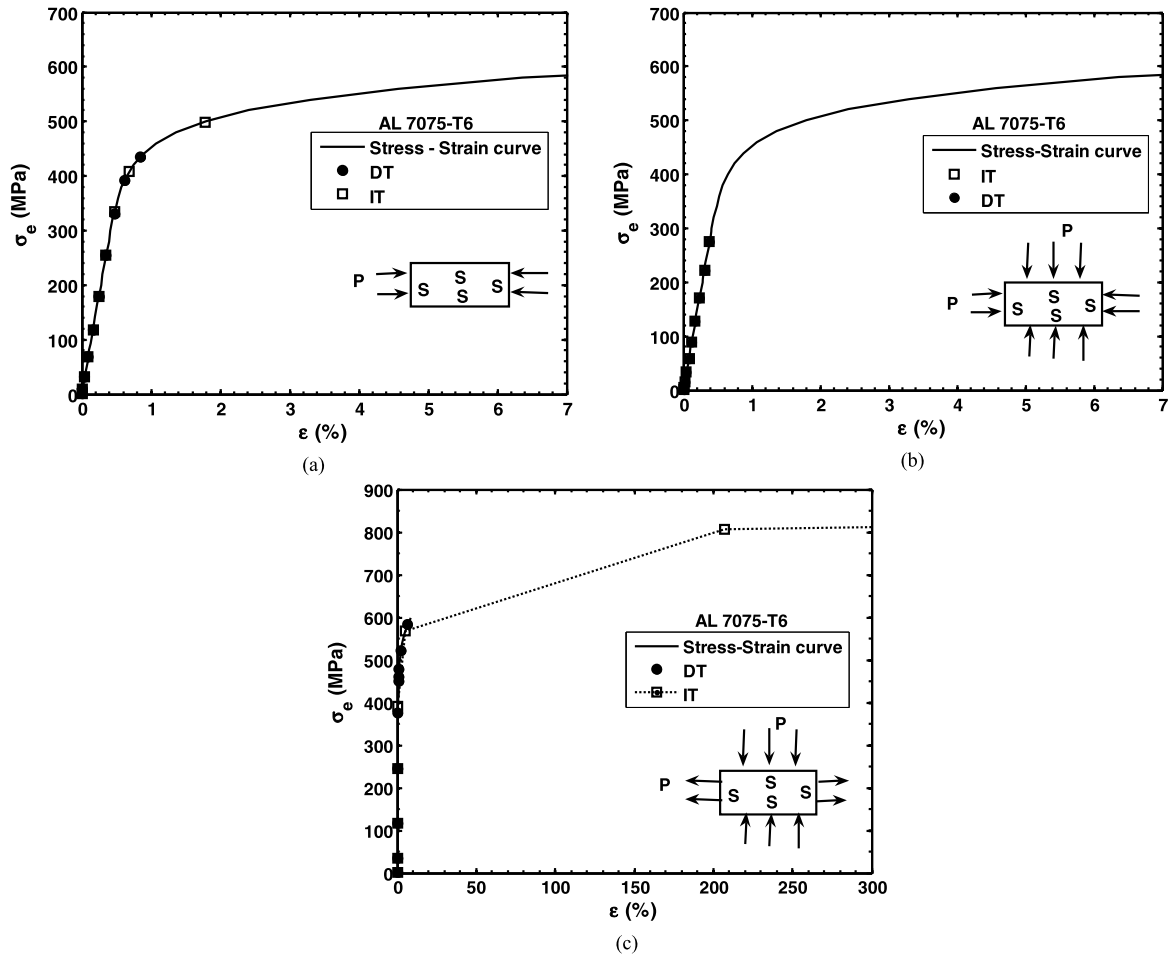 700
600
500
400
300
200
100
0
σe (MPa)
AL 7075-T6
Stress - Strain curve
DT
IT
P
S
S S
S
0 1 2 3 4 5 6 7
ε (%)
(a)
700
600
500
400
300
200
100
0
σe (MPa)
AL 7075-T6
Stress-Strain curve
IT
DT
P
P
S
S S
S
0 1 2 3 4 5 6 7
ε (%)
(b)
900
800
700
600
500
400
300
200
100
0
σe (MPa)
AL 7075-T6
Stress-Strain curve
DT
IT
P
P
S
S S
S
0 50 100 150 200 250 300
ε (%)
(c)